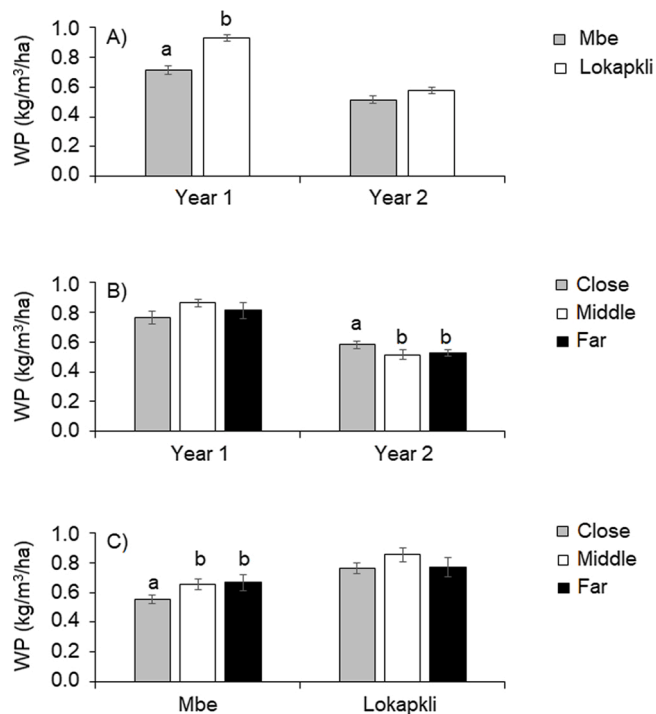 A)
WP (kg/m³/ha)
1.0
0.8
0.6
0.4
0.2
0.0
a
b
Year 1
Year 2
Mbe
Lokapkli
B)
WP (kg/m³/ha)
1.0
0.8
0.6
0.4
0.2
0.0
a
b
b
Year 1
Year 2
Close
Middle
Far
C)
WP (kg/m³/ha)
1.0
0.8
0.6
0.4
0.2
0.0
a
b
b
Mbe
Lokapkli
Close
Middle
Far